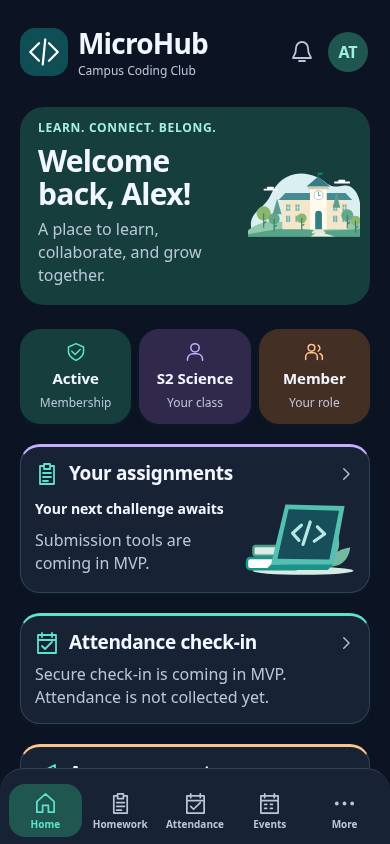 MicroHub
Campus Coding Club
AT
LEARN. CONNECT. BELONG.
Welcome
back, Alex!
A place to learn,
collaborate, and grow
together.
Active
Membership
S2 Science
Your class
Member
Your role
Your assignments
Your next challenge awaits
Submission tools are
coming in MVP.
Attendance check-in
Secure check-in is coming in MVP.
Attendance is not collected yet.
Home
Homework
Attendance
Events
More